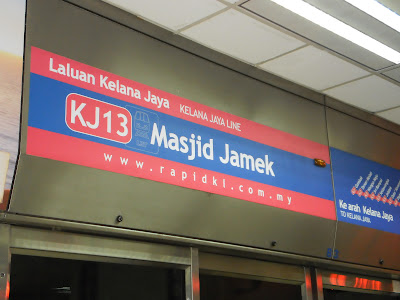 Laluan Kelana Jaya KELANA JAYA LINE
KJ13 Masjid Jamek
www.rapidkl.com.my
Ke arah Kelana Jaya
TO KELANA JAYA